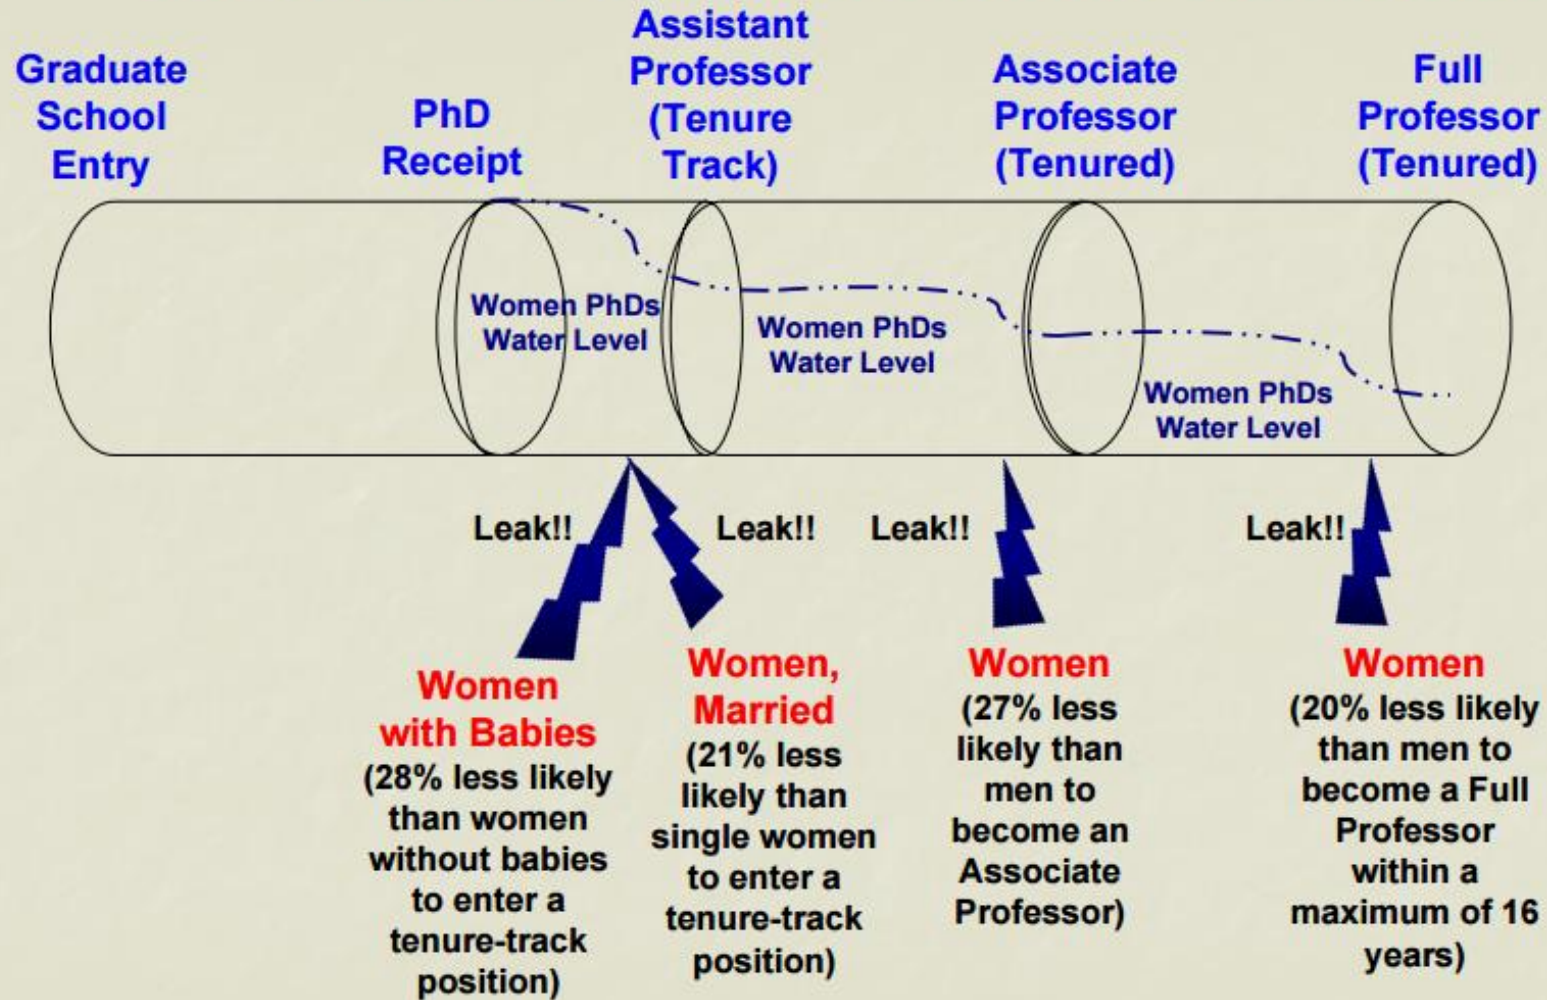 Graduate
School
Entry
PhD
Receipt
Assistant
Professor
(Tenure
Track)
Associate
Professor
(Tenured)
Full
Professor
(Tenured)
Women PhDs
Water Level
Women PhDs
Water Level
Women PhDs
Water Level
Leak!!
Leak!!
Leak!!
Leak!!
Women
with Babies
(28% less likely
than women
without babies
to enter a
tenure-track
position)
Women,
Married
(21% less
likely than
single women
to enter a
tenure-track
position)
Women
(27% less
likely than
men to
become an
Associate
Professor)
Women
(20% less likely
than men to
become a Full
Professor
within a
maximum of 16
years)